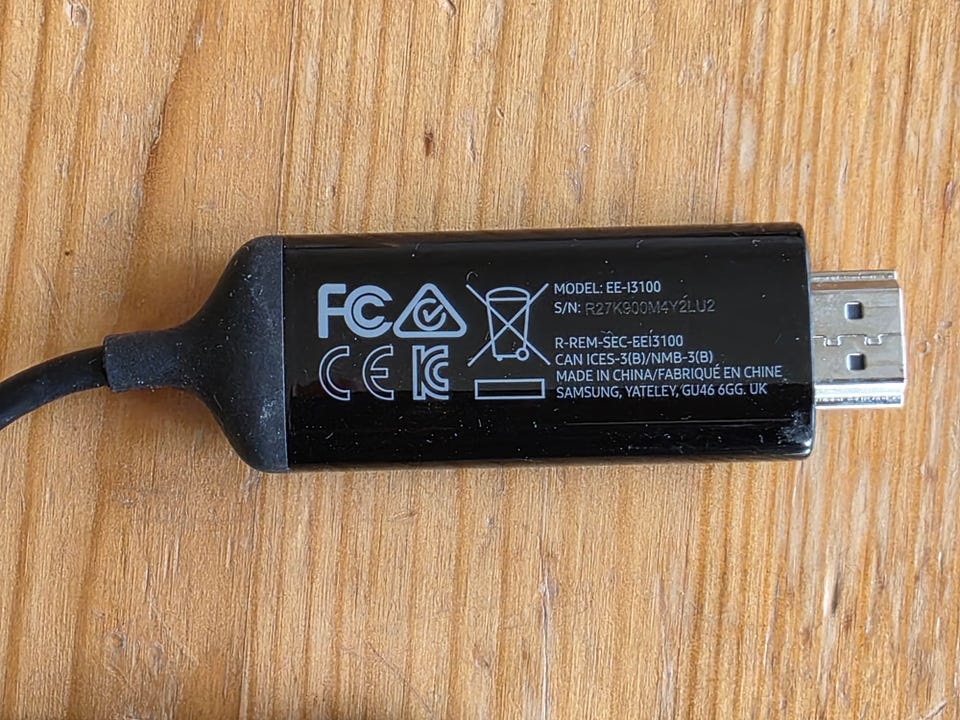 FC
CE
MODEL: EE-I3100
S/N: R27K900M4Y2LU2
R-REM-SEC-EEI3100
CAN ICES-3(B)/NMB-3(B)
MADE IN CHINA/FABRIQUÉ EN CHINE
SAMSUNG, YATELEY, GU46 6GG. UK